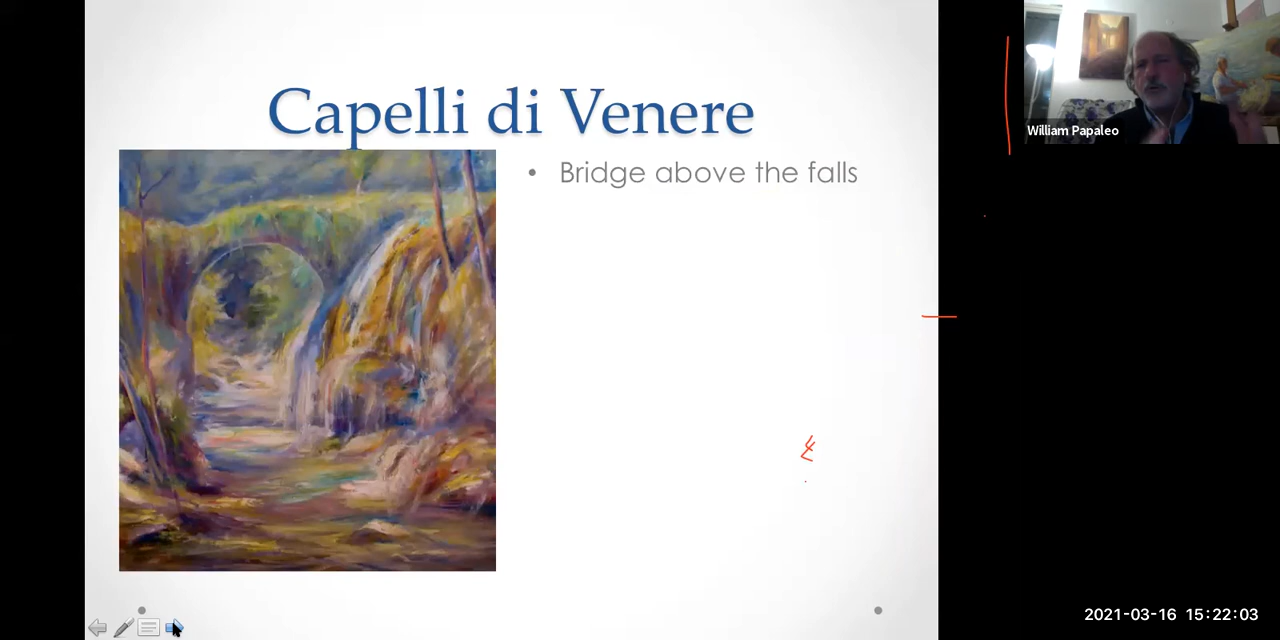 Capelli di Venere
• Bridge above the falls
William Papaleo
2021-03-16 15:22:03